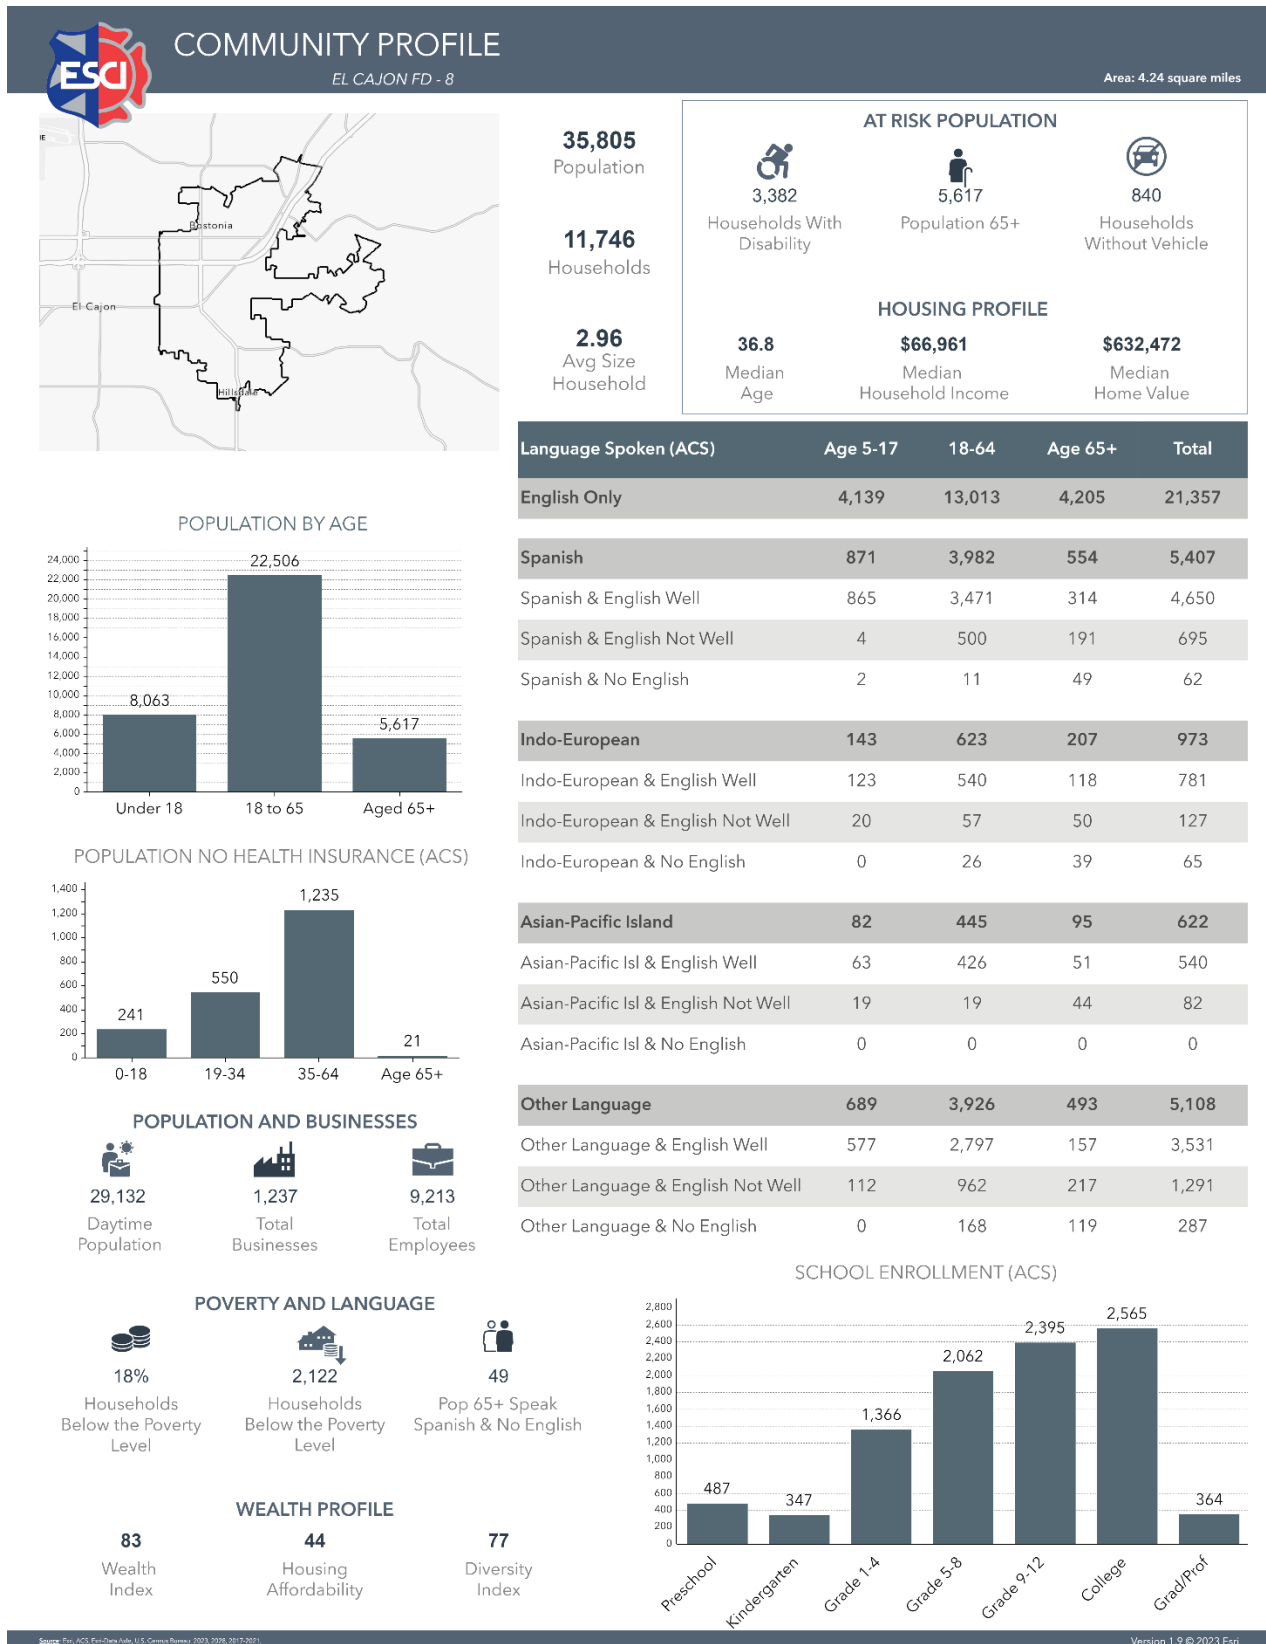 COMMUNITY PROFILE
EL CAJON FD - 8
Area: 4.24 square miles
ESCI
IE
Bostonia
El Cajon
Hillsdale
35,805
Population
11,746
Households
2.96
Avg Size
Household
AT RISK POPULATION
3,382 5,617 840
Households With Population 65+ Households
Disability Without Vehicle
HOUSING PROFILE
36.8 $66,961 $632,472
Median Median Median
Age Household Income Home Value
POPULATION BY AGE
24,000
22,000
20,000
18,000
16,000
14,000
12,000
10,000
8,000
6,000
4,000
2,000
0
8,063 22,506 5,617
Under 18 18 to 65 Aged 65+
POPULATION NO HEALTH INSURANCE (ACS)
1,400
1,200
1,000
800
600
400
200
0
241 550 1,235 21
0-18 19-34 35-64 Age 65+
POPULATION AND BUSINESSES
29,132 1,237 9,213
Daytime Total Total
Population Businesses Employees
POVERTY AND LANGUAGE
18% 2,122 49
Households Households Pop 65+ Speak
Below the Poverty Below the Poverty Spanish & No English
Level Level
WEALTH PROFILE
83 44 77
Wealth Housing Diversity
Index Affordability Index
Language Spoken (ACS) Age 5-17 18-64 Age 65+ Total
English Only 4,139 13,013 4,205 21,357
Spanish 871 3,982 554 5,407
Spanish & English Well 865 3,471 314 4,650
Spanish & English Not Well 4 500 191 695
Spanish & No English 2 11 49 62
Indo-European 143 623 207 973
Indo-European & English Well 123 540 118 781
Indo-European & English Not Well 20 57 50 127
Indo-European & No English 0 26 39 65
Asian-Pacific Island 82 445 95 622
Asian-Pacific Isl & English Well 63 426 51 540
Asian-Pacific Isl & English Not Well 19 19 44 82
Asian-Pacific Isl & No English 0 0 0 0
Other Language 689 3,926 493 5,108
Other Language & English Well 577 2,797 157 3,531
Other Language & English Not Well 112 962 217 1,291
Other Language & No English 0 168 119 287
SCHOOL ENROLLMENT (ACS)
2,800
2,600
2,400
2,200
2,000
1,800
1,600
1,400
1,200
1,000
800
600
400
200
0
487 347 1,366 2,062 2,395 2,565 364
Preschool Kindergarten Grade 1-4 Grade 5-8 Grade 9-12 College Grad/Prof
Source: Esri, ACS, Esri-Data Axle, U.S. Census Bureau 2023, 2028, 2017-2021.
Version 1.9 © 2023 Esri